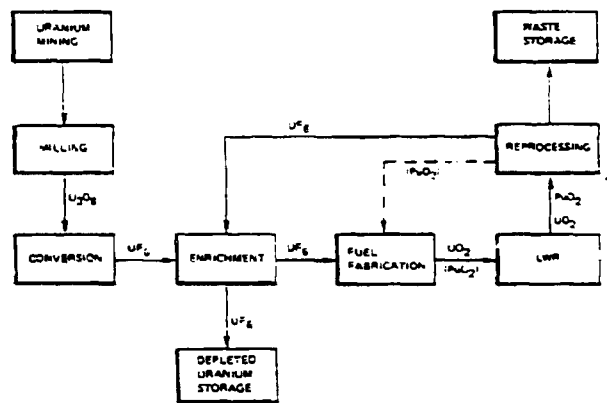 URANIUM
MINING
WASTE
STORAGE
MILLING
UF6
REPROCESSING
(PuO2)
U3O8
PuO2
UO2
CONVERSION
UF6
ENRICHMENT
UF6
FUEL
FABRICATION
UO2
(PuO2)
LWR
UF6
DEPLETED
URANIUM
STORAGE